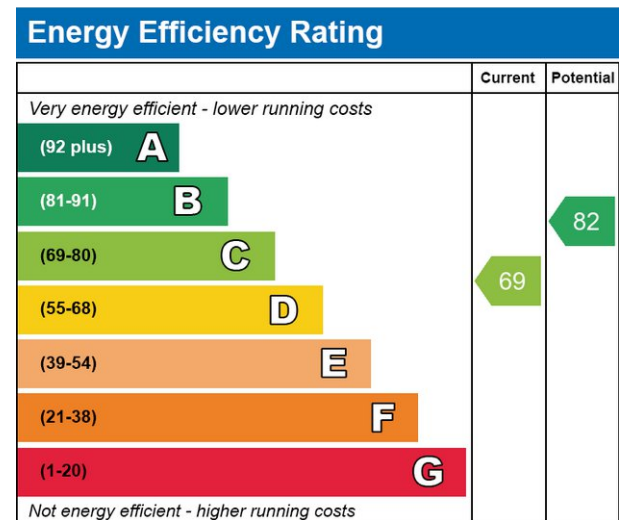 Energy Efficiency Rating
Current Potential
Very energy efficient - lower running costs
(92 plus) A
(81-91) B
82
(69-80) C
69
(55-68) D
(39-54) E
(21-38) F
(1-20) G
Not energy efficient - higher running costs